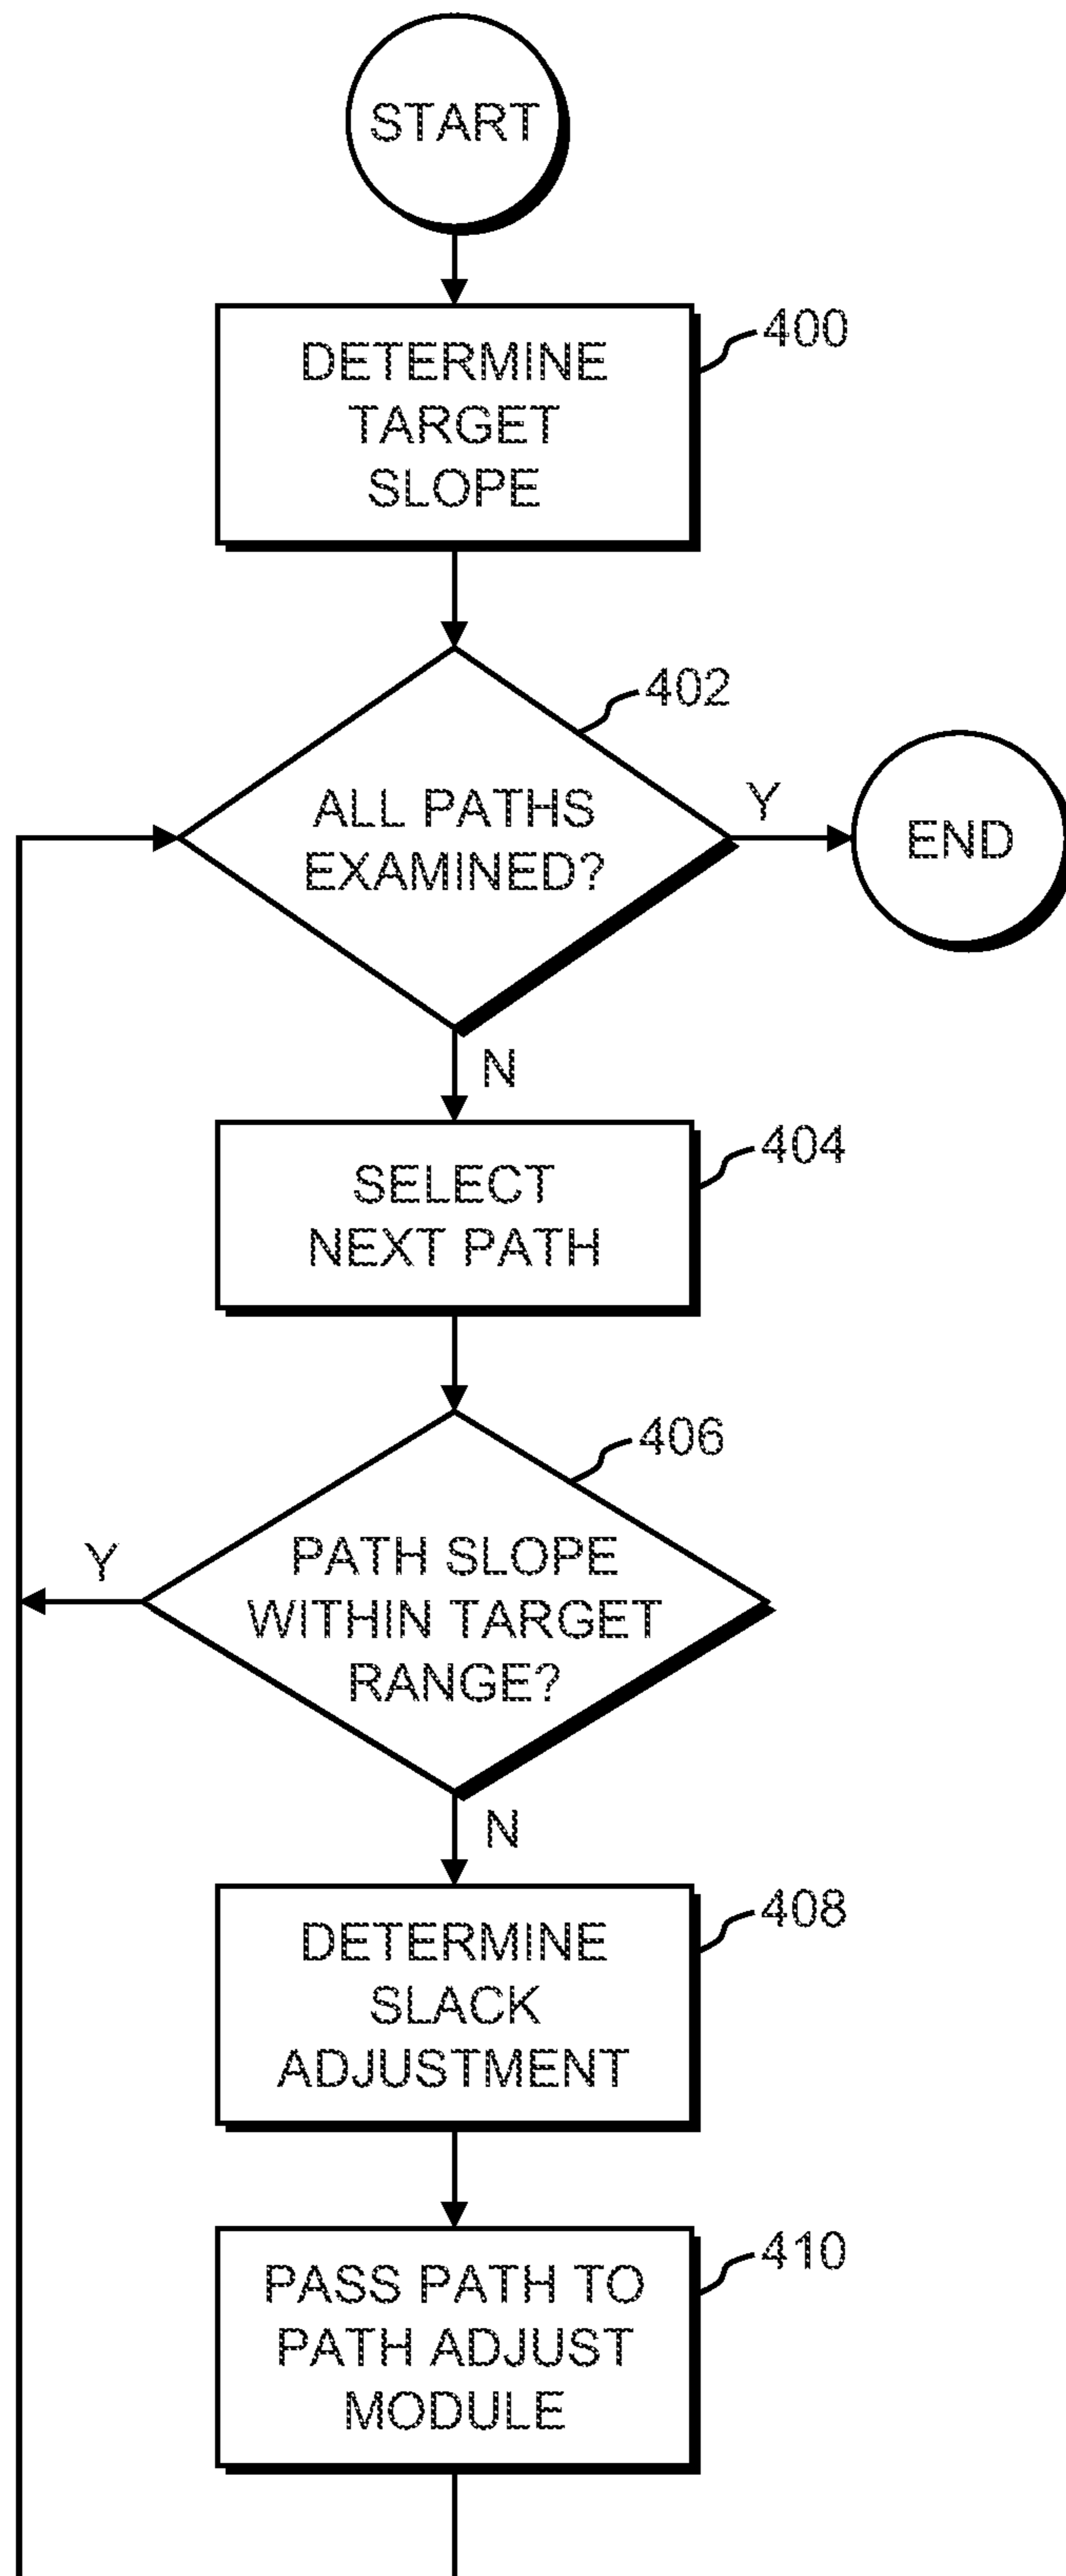 START
DETERMINE
TARGET
SLOPE
400
402
ALL PATHS
EXAMINED?
Y
END
N
SELECT
NEXT PATH
404
406
PATH SLOPE
WITHIN TARGET
RANGE?
Y
N
DETERMINE
SLACK
ADJUSTMENT
408
PASS PATH TO
PATH ADJUST
MODULE
410